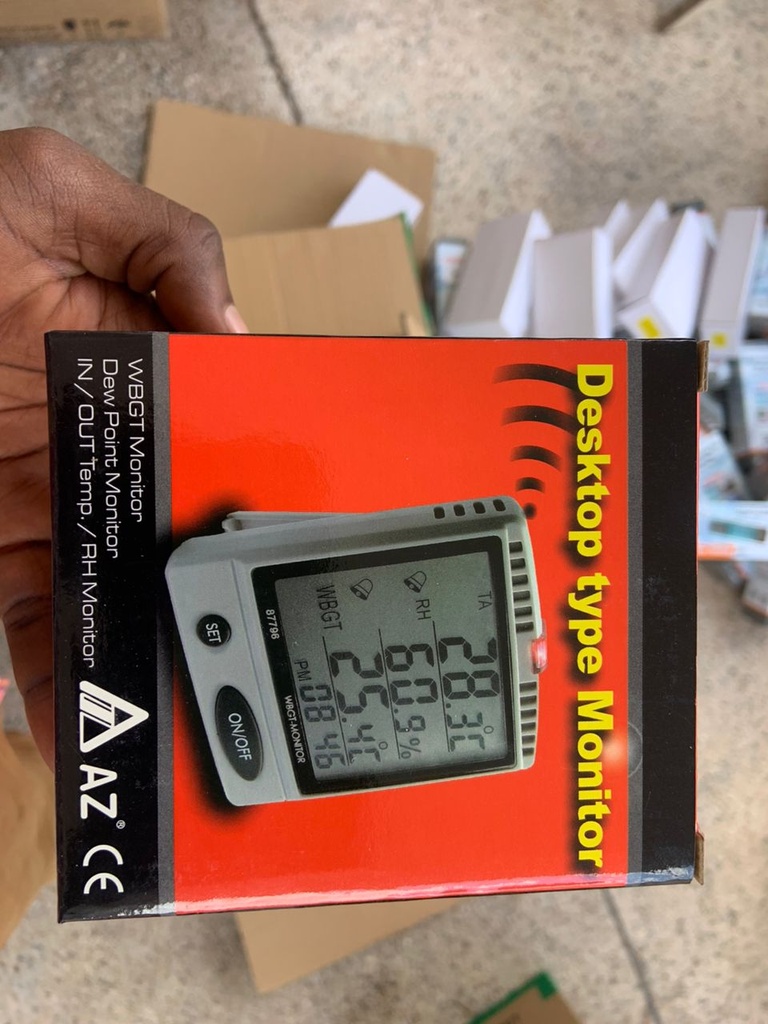 Desktop type Monitor
TA
28.3°C
RH
60.9%
WBGT
25.4°C
PM 08:46
87796
WBGT-MONITOR
SET
ON/OFF
WBGT Monitor
Dew Point Monitor
IN / OUT Temp. / RH Monitor
AZ® CE